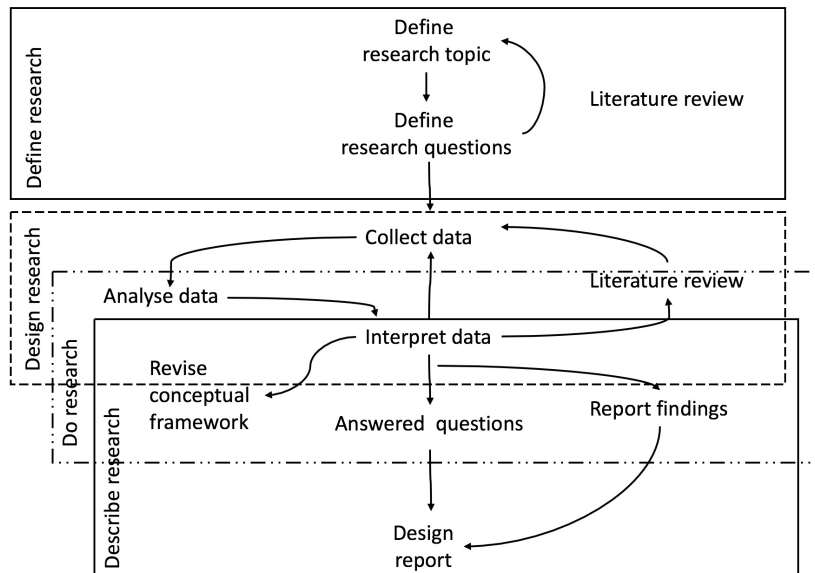 Define
research topic
Define research
Literature review
Define
research questions
Design research
Collect data
Literature review
Analyse data
Do research
Interpret data
Revise
conceptual
framework
Describe research
Answered questions
Report findings
Design
report